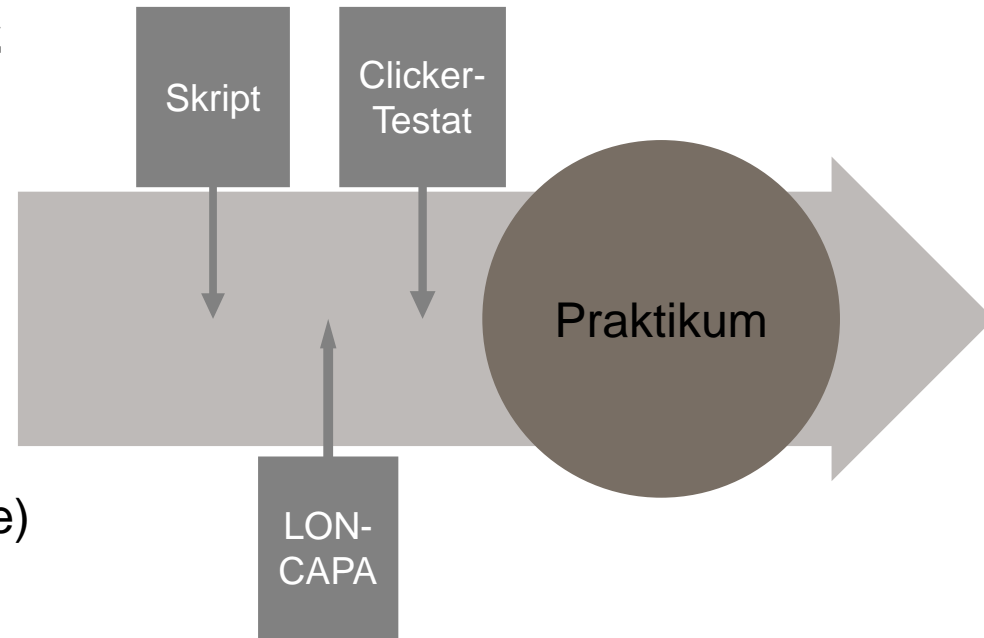 Skript
Clicker-
Testat
Praktikum
e)
LON-
CAPA